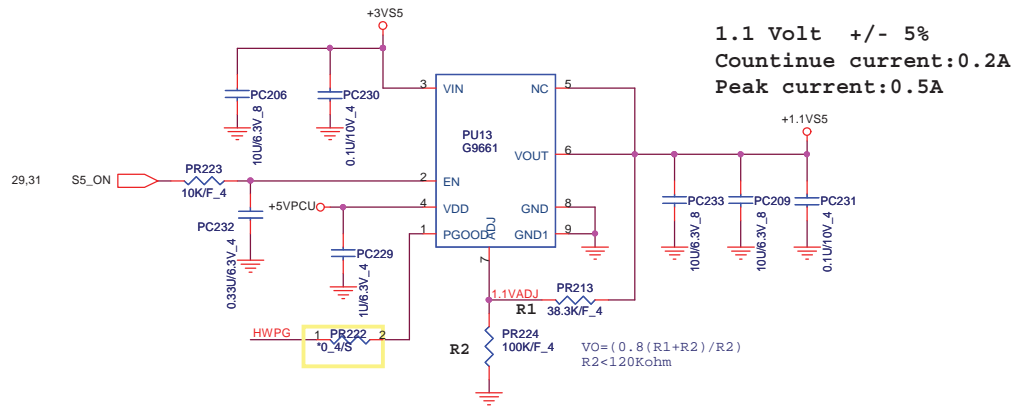 +3VS5
1.1 Volt +/- 5%
Countinue current:0.2A
Peak current:0.5A
+1.1VS5
PC206
10U/6.3V_8
PC230
0.1U/10V_4
3
VIN
NC
5
PU13
G9661
VOUT
6
29,31
S5_ON
PR223
10K/F_4
2
EN
+5VPCU
4
VDD
GND
8
1
PGOOD
GND1
9
ADJ
7
PC232
0.33U/6.3V_4
PC229
1U/6.3V_4
PC233
10U/6.3V_8
PC209
10U/6.3V_8
PC231
0.1U/10V_4
1.1VADJ
PR213
R1
38.3K/F_4
HWPG
1
PR222
2
*0_4/S
R2
PR224
100K/F_4
VO=(0.8(R1+R2)/R2)
R2<120Kohm